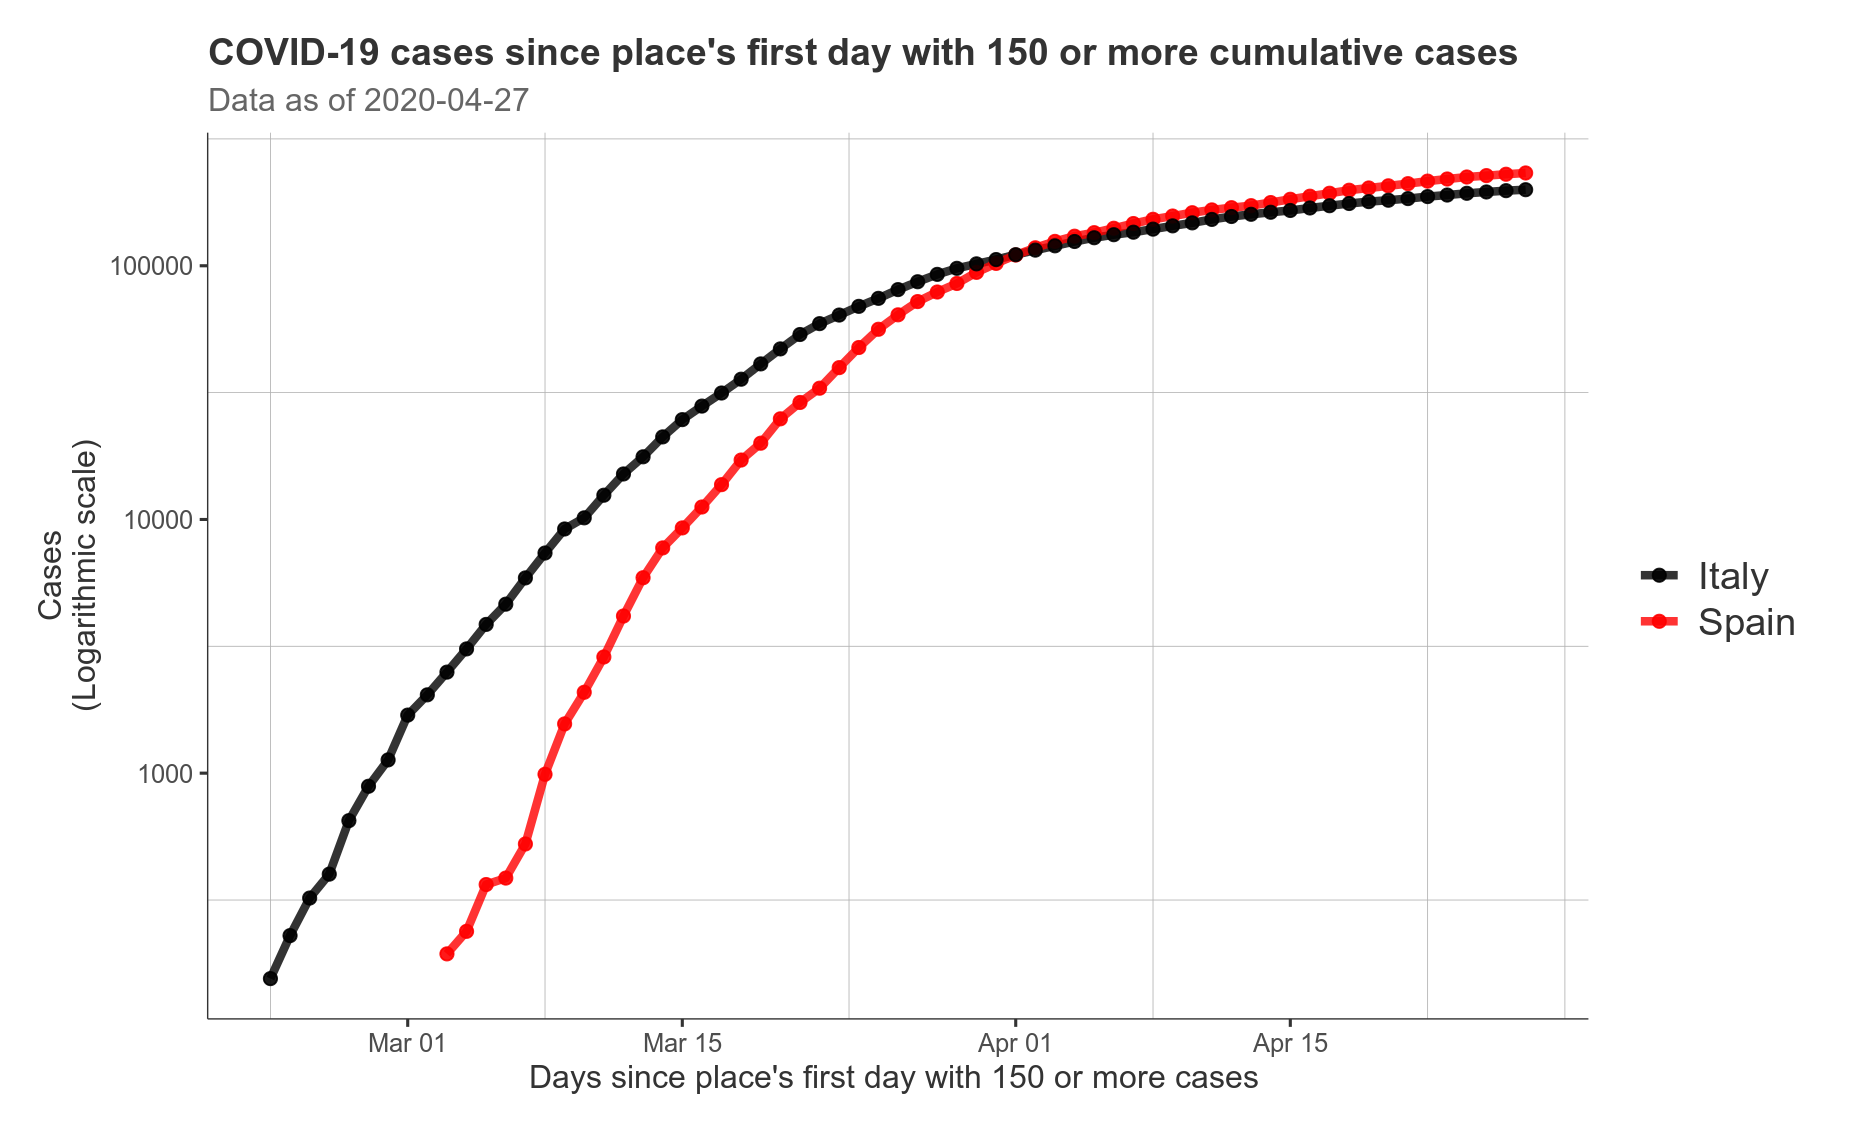 COVID-19 cases since place's first day with 150 or more cumulative cases
Data as of 2020-04-27
Cases
(Logarithmic scale)
100000
10000
1000
Italy
Spain
Mar 01
Mar 15
Apr 01
Apr 15
Days since place's first day with 150 or more cases